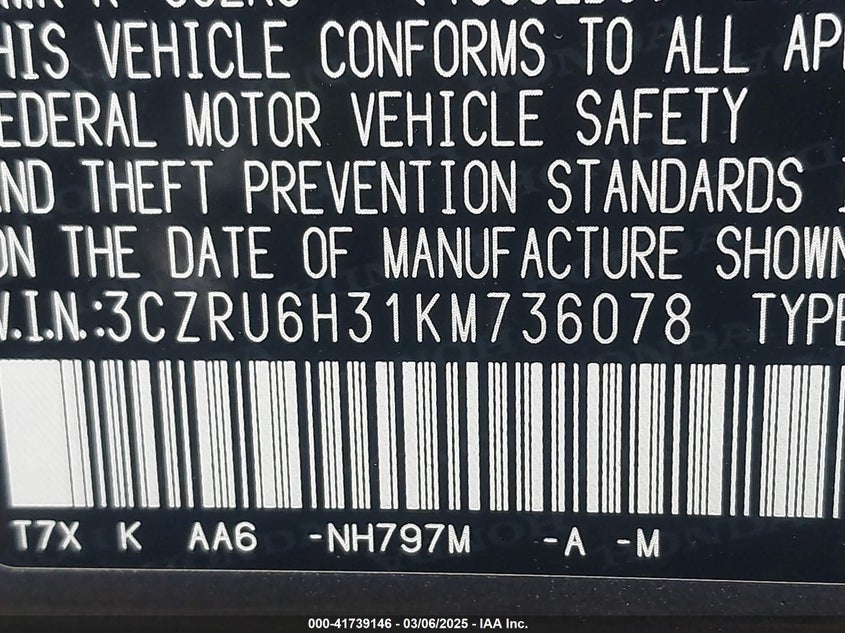 HIS VEHICLE CONFORMS TO ALL AP
EDERAL MOTOR VEHICLE SAFETY
ND THEFT PREVENTION STANDARDS I
ON THE DATE OF MANUFACTURE SHOWN
V.I.N.:3CZRU6H31KM736078 TYPE
T7X K AA6 -NH797M -A -M
000-41739146 - 03/06/2025 - IAA Inc.